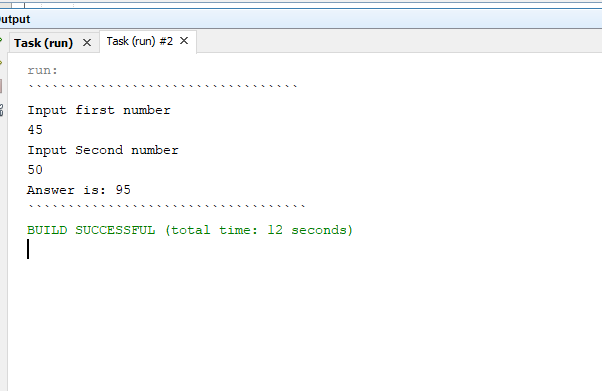 utput
Task (run) × Task (run) #2 ×
run:
``````````````````````````````````
Input first number
45
Input Second number
50
Answer is: 95
```````````````````````````````````
BUILD SUCCESSFUL (total time: 12 seconds)